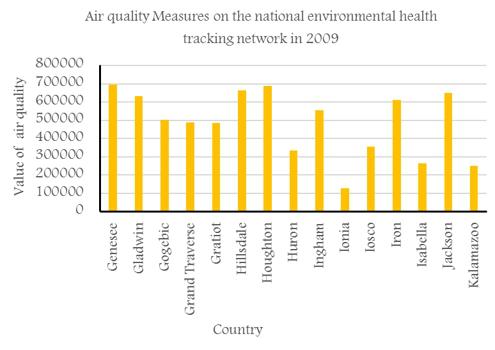 Air quality Measures on the national environmental health
tracking network in 2009
Value of air quality
800000
700000
600000
500000
400000
300000
200000
100000
0
Genesee
Gladwin
Gogebic
Grand Traverse
Gratiot
Hillsdale
Houghton
Huron
Ingham
Ionia
Iosco
Iron
Isabella
Jackson
Kalamazoo
Country